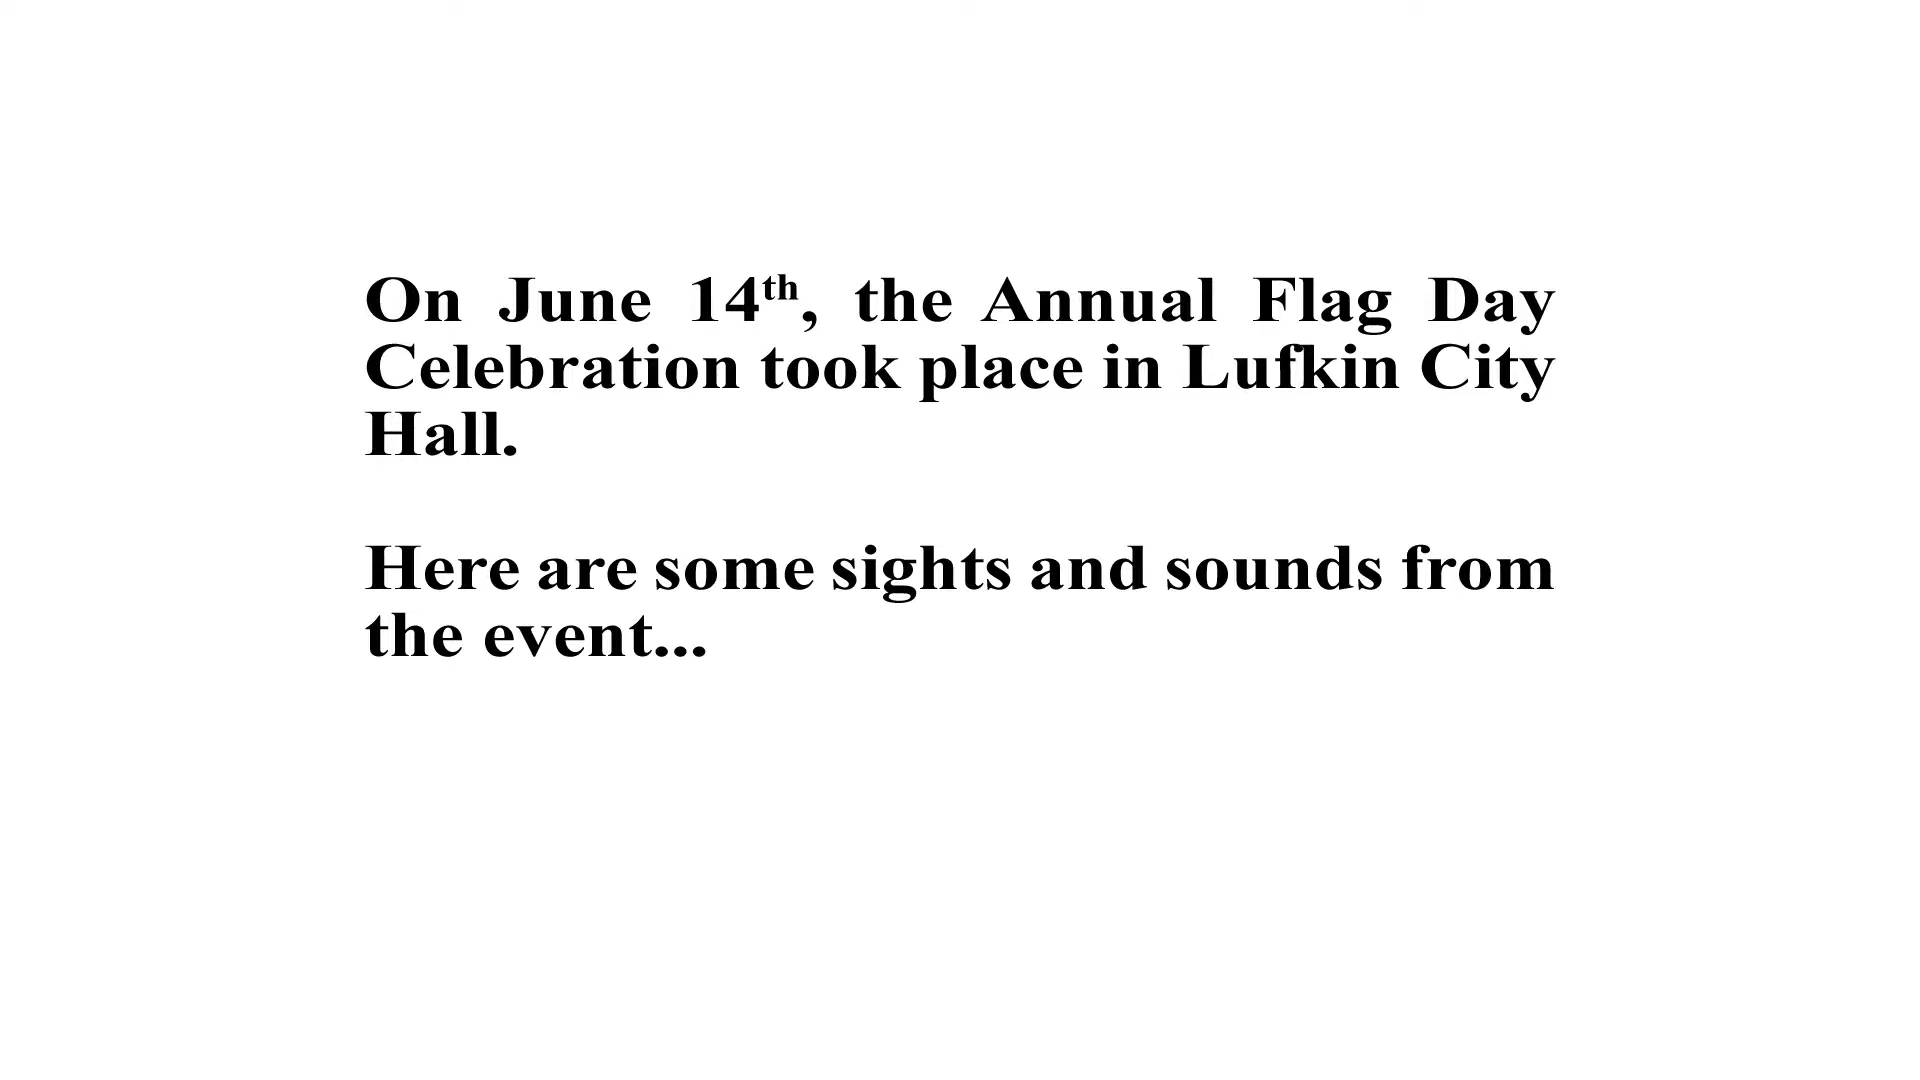 On June 14th, the Annual Flag Day
Celebration took place in Lufkin City
Hall.
Here are some sights and sounds from
the event...